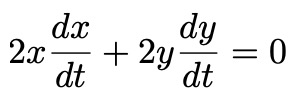 2x dx/dt + 2y dy/dt = 0